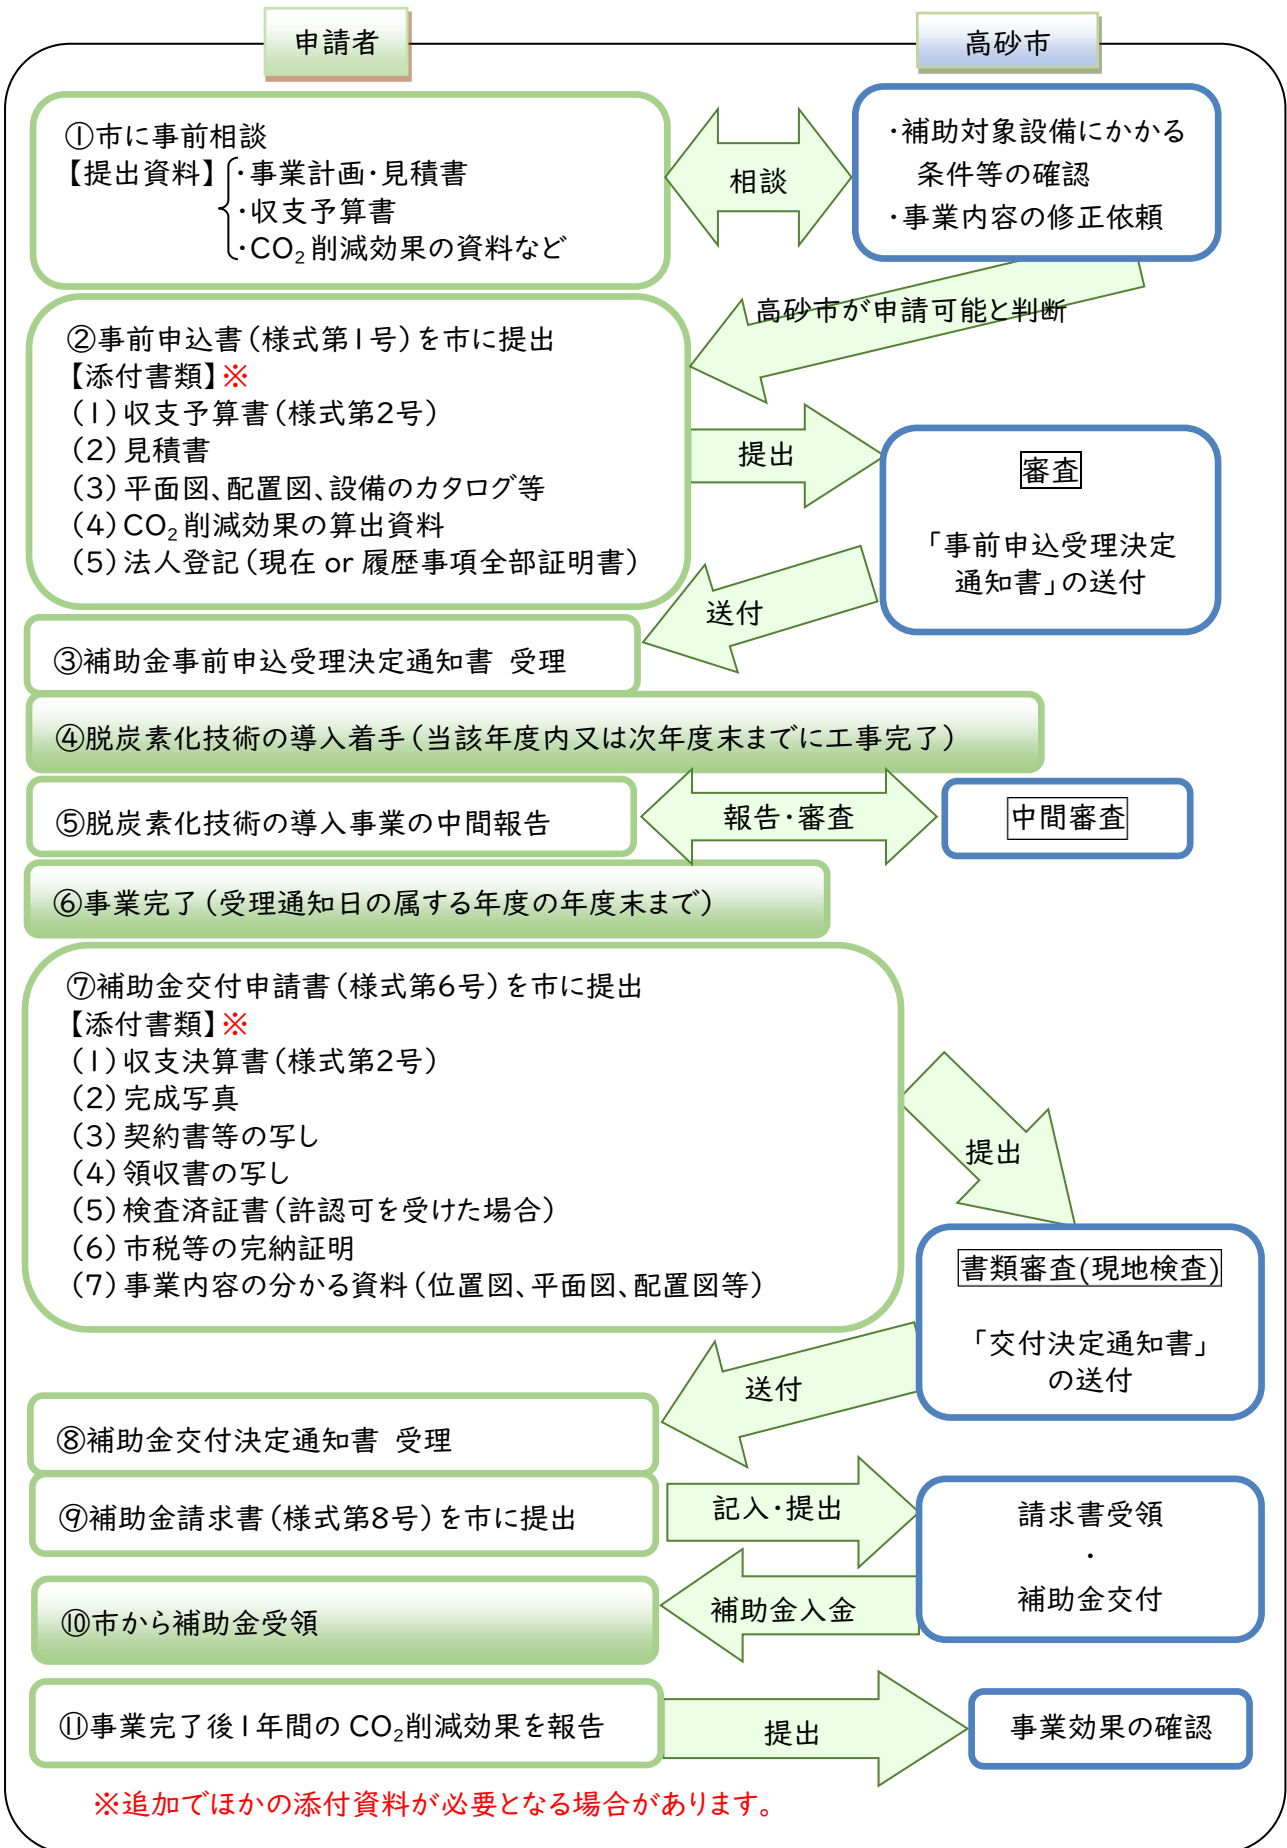 申請者
高砂市
①市に事前相談
【提出資料】・事業計画・見積書
・収支予算書
・CO₂削減効果の資料など
相談
・補助対象設備にかかる
条件等の確認
・事業内容の修正依頼
高砂市が申請可能と判断
②事前申込書(様式第1号)を市に提出
【添付書類】※
(1)収支予算書(様式第2号)
(2)見積書
(3)平面図、配置図、設備のカタログ等
(4)CO₂削減効果の算出資料
(5)法人登記(現在 or 履歴事項全部証明書)
提出
審査
「事前申込受理決定
通知書」の送付
送付
③補助金事前申込受理決定通知書 受理
④脱炭素化技術の導入着手(当該年度内又は次年度末までに工事完了)
⑤脱炭素化技術の導入事業の中間報告
報告・審査
中間審査
⑥事業完了(受理通知日の属する年度の年度末まで)
⑦補助金交付申請書(様式第6号)を市に提出
【添付書類】※
(1)収支決算書(様式第2号)
(2)完成写真
(3)契約書等の写し
(4)領収書の写し
(5)検査済証書(許認可を受けた場合)
(6)市税等の完納証明
(7)事業内容の分かる資料(位置図、平面図、配置図等)
提出
書類審査(現地検査)
「交付決定通知書」
の送付
送付
⑧補助金交付決定通知書 受理
⑨補助金請求書(様式第8号)を市に提出
記入・提出
請求書受領
・
補助金交付
補助金入金
⑩市から補助金受領
⑪事業完了後1年間の CO₂削減効果を報告
提出
事業効果の確認
※追加でほかの添付資料が必要となる場合があります。